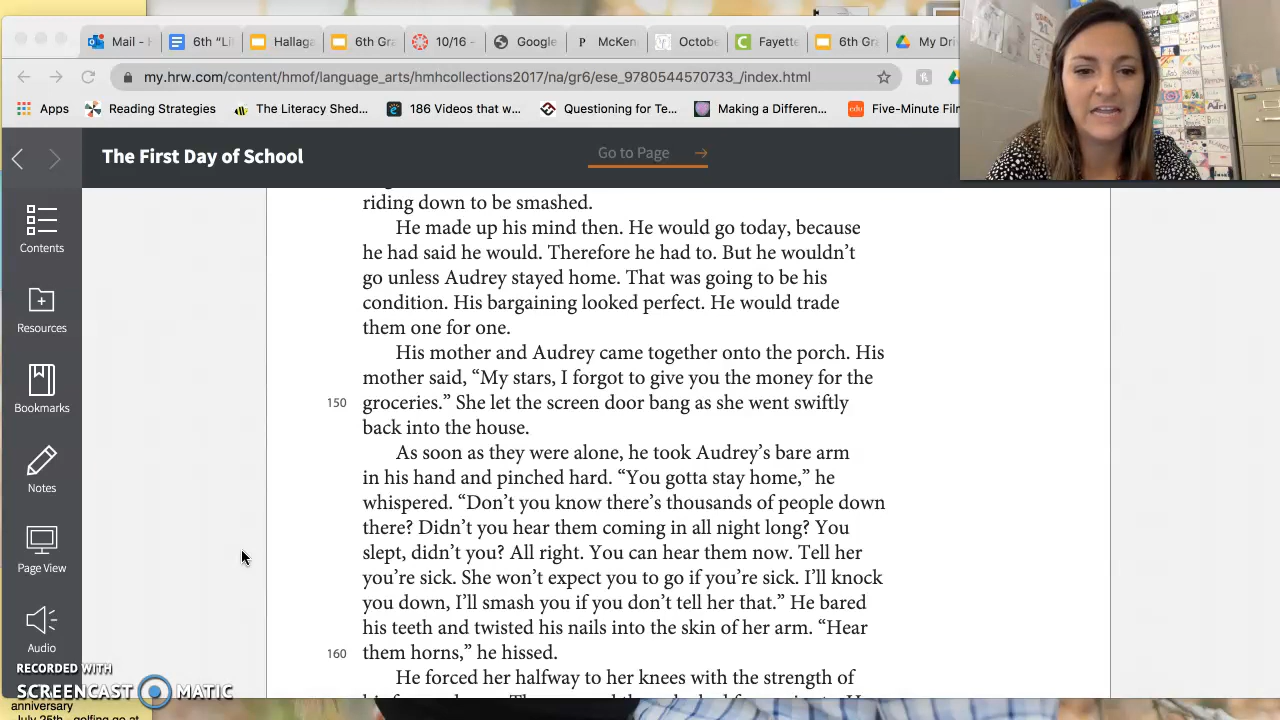 Mail -
6th "Li
Hallaga
6th Gra
10/16
Google
McKen
Octobe
Fayette
6th Gra
My Dri
my.hrw.com/content/hmof/language_arts/hmhcollections2017/na/gr6/ese_9780544570733_/index.html
Apps
Reading Strategies
The Literacy Shed...
186 Videos that w...
Questioning for Te...
Making a Differen...
Five-Minute Film
The First Day of School
Go to Page →
riding down to be smashed.
He made up his mind then. He would go today, because
he had said he would. Therefore he had to. But he wouldn't
go unless Audrey stayed home. That was going to be his
condition. His bargaining looked perfect. He would trade
them one for one.
His mother and Audrey came together onto the porch. His
mother said, "My stars, I forgot to give you the money for the
150 groceries." She let the screen door bang as she went swiftly
back into the house.
As soon as they were alone, he took Audrey's bare arm
in his hand and pinched hard. "You gotta stay home," he
whispered. "Don't you know there's thousands of people down
there? Didn't you hear them coming in all night long? You
slept, didn't you? All right. You can hear them now. Tell her
you're sick. She won't expect you to go if you're sick. I'll knock
you down, I'll smash you if you don't tell her that." He bared
his teeth and twisted his nails into the skin of her arm. "Hear
160 them horns," he hissed.
He forced her halfway to her knees with the strength of
Contents
Resources
Bookmarks
Notes
Page View
Audio
RECORDED WITH
SCREENCAST MATIC
anniversary
July 25th - golfing go at